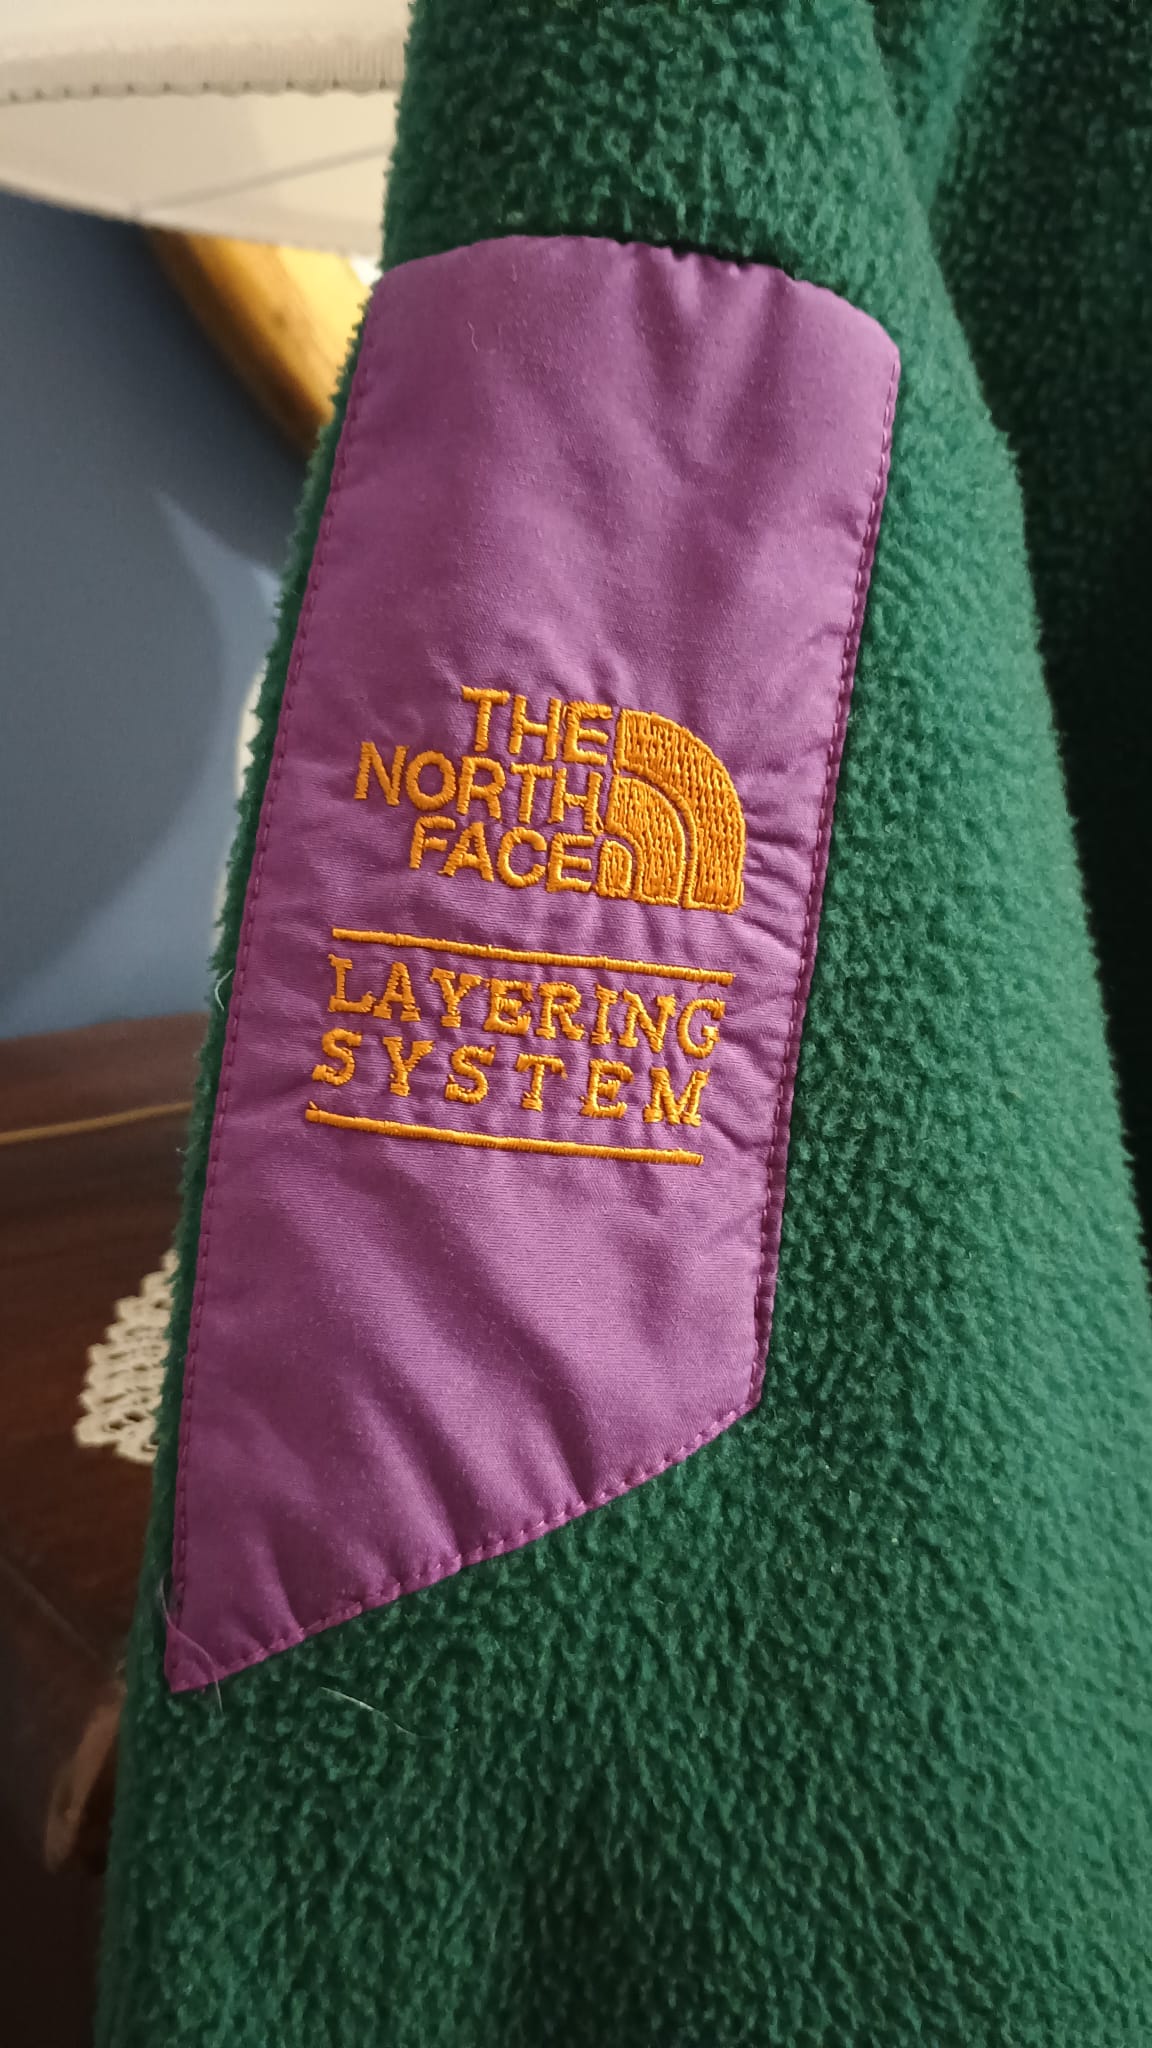 THE
NORTH
FACE
LAYERING
SYSTEM